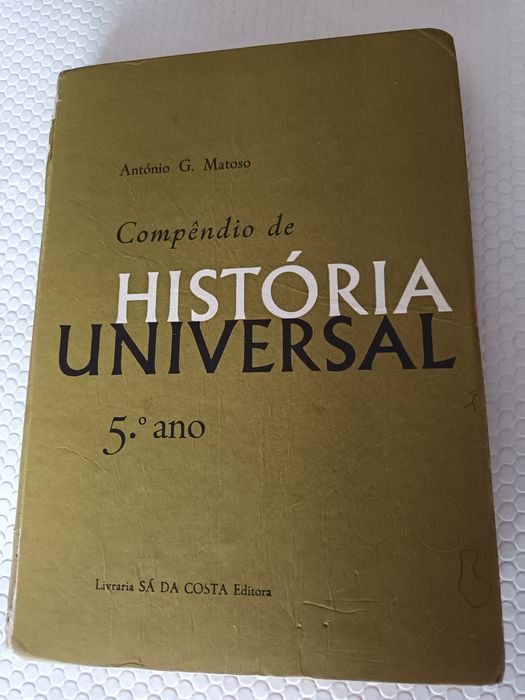 António G. Matoso
Compêndio de
HISTÓRIA
UNIVERSAL
5.º ano
Livraria SÁ DA COSTA Editora